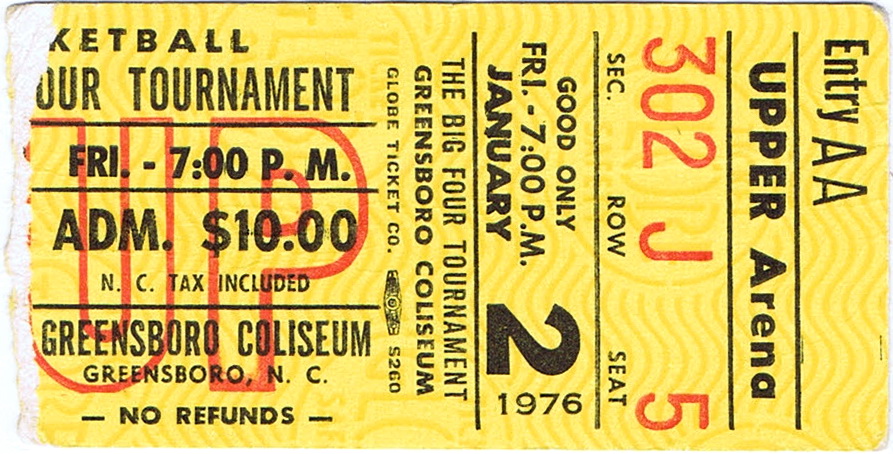 KETBALL
OUR TOURNAMENT
FRI. - 7:00 P. M.
ADM. $10.00
N. C. TAX INCLUDED
GREENSBORO COLISEUM
GREENSBORO, N. C.
— NO REFUNDS —
UP
GLOBE TICKET CO. 5260
GREENSBORO COLISEUM
THE BIG FOUR TOURNAMENT
JANUARY 2
1976
FRI. - 7:00 P.M.
GOOD ONLY
SEC. ROW SEAT
302 J 5
UPPER Arena
Entry AA